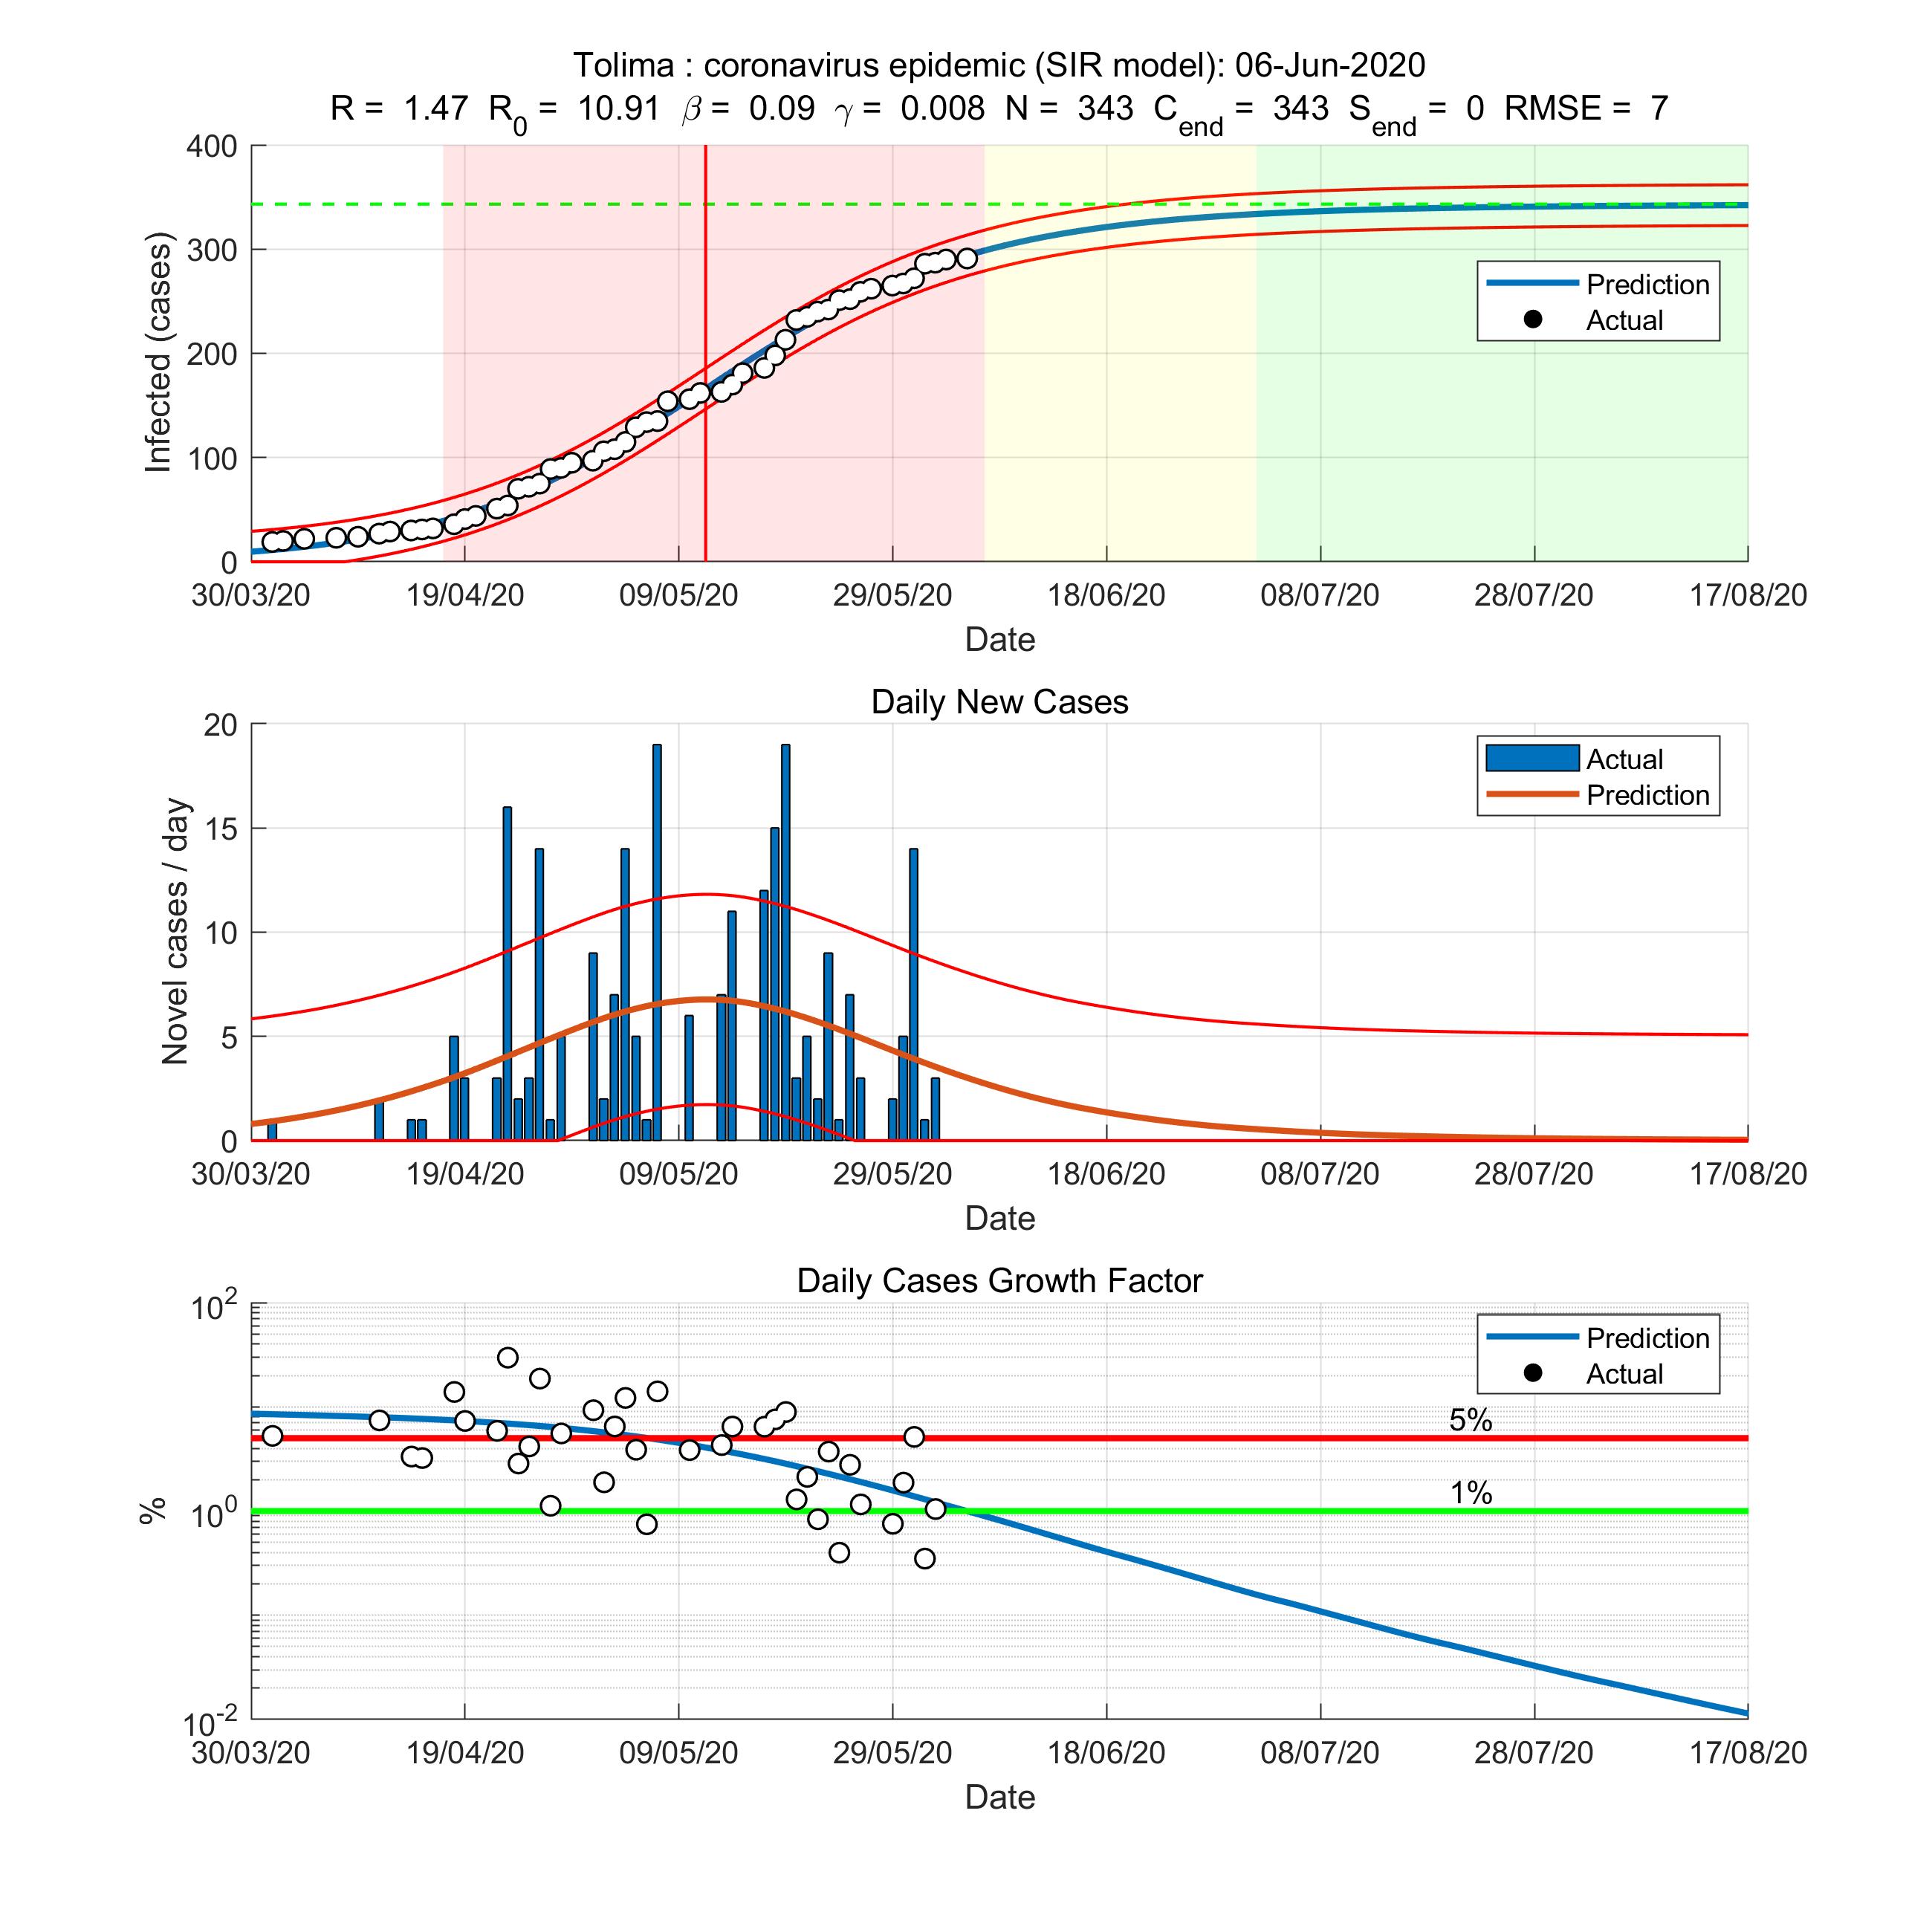 Tolima : coronavirus epidemic (SIR model): 06-Jun-2020
R = 1.47 R0 = 10.91 β = 0.09 γ = 0.008 N = 343 Cend = 343 Send = 0 RMSE = 7
400
300
200
100
0
Infected (cases)
Prediction
Actual
30/03/20 19/04/20 09/05/20 29/05/20 18/06/20 08/07/20 28/07/20 17/08/20
Date
Daily New Cases
20
15
10
5
0
Novel cases / day
Actual
Prediction
30/03/20 19/04/20 09/05/20 29/05/20 18/06/20 08/07/20 28/07/20 17/08/20
Date
Daily Cases Growth Factor
10^2
10^0
10^-2
%
Prediction
Actual
5%
1%
30/03/20 19/04/20 09/05/20 29/05/20 18/06/20 08/07/20 28/07/20 17/08/20
Date